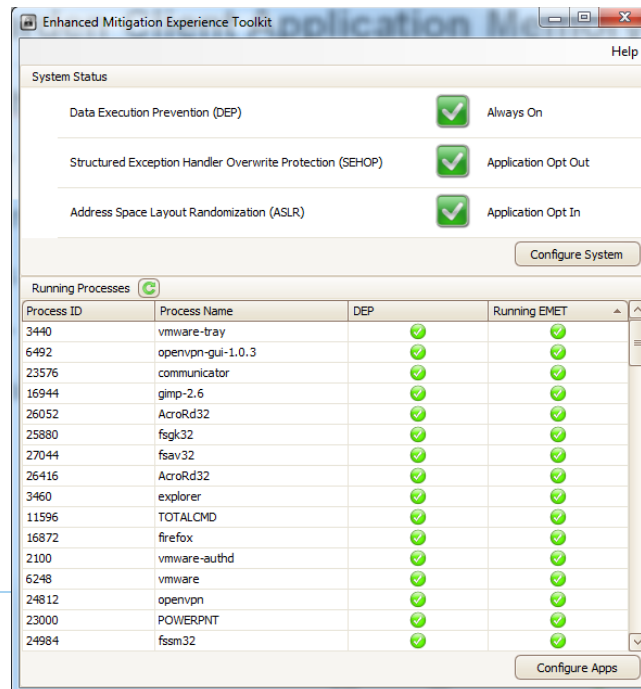 Client Application Memory
Enhanced Mitigation Experience Toolkit
Help
System Status
Data Execution Prevention (DEP) Always On
Structured Exception Handler Overwrite Protection (SEHOP) Application Opt Out
Address Space Layout Randomization (ASLR) Application Opt In
Configure System
Running Processes
Process ID Process Name DEP Running EMET
3440 vmware-tray
6492 openvpn-gui-1.0.3
23576 communicator
16944 gimp-2.6
26052 AcroRd32
25880 fsgk32
27044 fsav32
26416 AcroRd32
3460 explorer
11596 TOTALCMD
16872 firefox
2100 vmware-authd
6248 vmware
24812 openvpn
23000 POWERPNT
24984 fssm32
Configure Apps